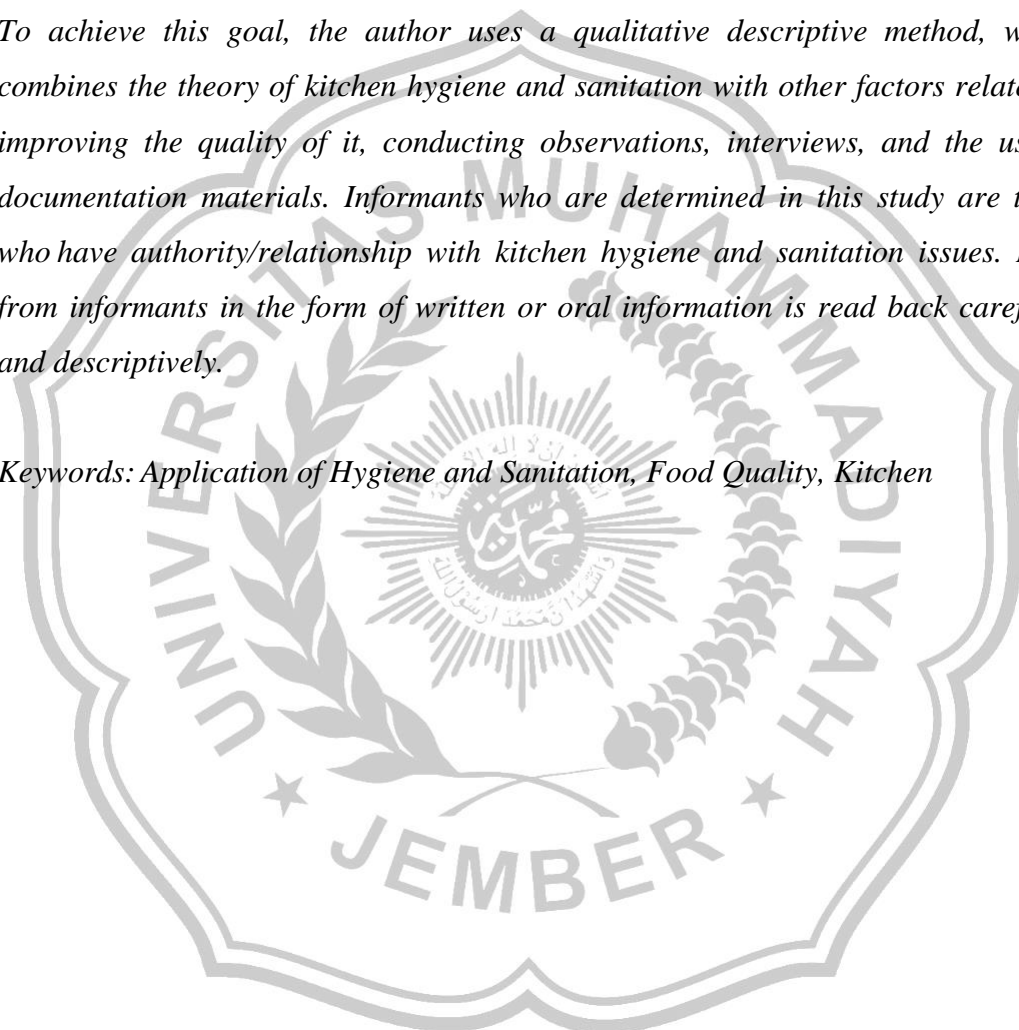 To achieve this goal, the author uses a qualitative descriptive method, w
combines the theory of kitchen hygiene and sanitation with other factors relate
improving the quality of it, conducting observations, interviews, and the us
documentation materials. Informants who are determined in this study are t
who have authority/relationship with kitchen hygiene and sanitation issues.
from informants in the form of written or oral information is read back caref
and descriptively.
Keywords: Application of Hygiene and Sanitation, Food Quality, Kitchen
UNIVERSITAS MUHAMMADIYAH
JEMBER